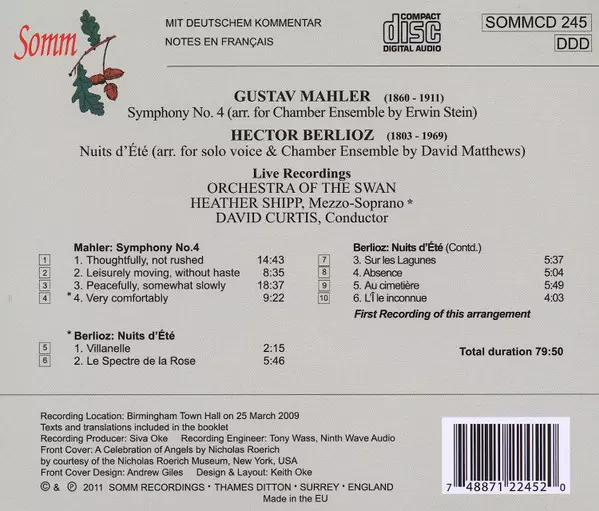 Somm
MIT DEUTSCHEM KOMMENTAR
NOTES EN FRANÇAIS
COMPACT
disc
DIGITAL AUDIO
SOMMCD 245
DDD
GUSTAV MAHLER (1860 - 1911)
Symphony No. 4 (arr. for Chamber Ensemble by Erwin Stein)
HECTOR BERLIOZ (1803 - 1969)
Nuits d'Été (arr. for solo voice & Chamber Ensemble by David Matthews)
Live Recordings
ORCHESTRA OF THE SWAN
HEATHER SHIPP, Mezzo-Soprano *
DAVID CURTIS, Conductor
Mahler: Symphony No.4
1 1. Thoughtfully, not rushed 14:43
2 2. Leisurely moving, without haste 8:35
3 3. Peacefully, somewhat slowly 18:37
4 * 4. Very comfortably 9:22
* Berlioz: Nuits d'Été
5 1. Villanelle 2:15
6 2. Le Spectre de la Rose 5:46
Berlioz: Nuits d'Été (Contd.)
7 3. Sur les Lagunes 5:37
8 4. Absence 5:04
9 5. Au cimetière 5:49
10 6. L'Î le inconnue 4:03
First Recording of this arrangement
Total duration 79:50
Recording Location: Birmingham Town Hall on 25 March 2009
Texts and translations included in the booklet
Recording Producer: Siva Oke Recording Engineer: Tony Wass, Ninth Wave Audio
Front Cover: A Celebration of Angels by Nicholas Roerich
by courtesy of the Nicholas Roerich Museum, New York, USA
Front Cover Design: Andrew Giles Design & Layout: Keith Oke
© & ℗ 2011 SOMM RECORDINGS · THAMES DITTON · SURREY · ENGLAND
Made in the EU
7 48871 22452 0